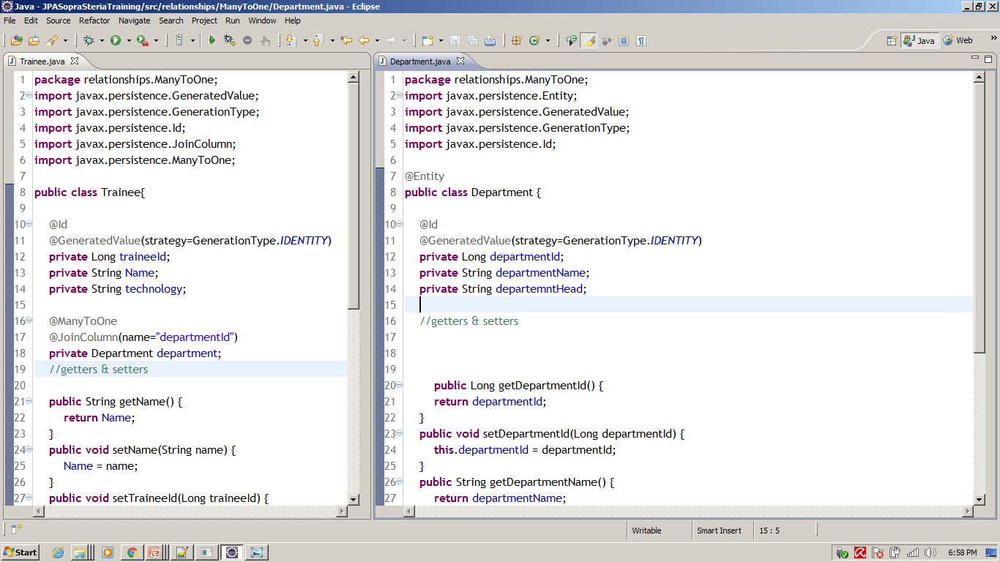 Java - JPASopraSteriaTraining/src/relationships/ManyToOne/Department.java - Eclipse
File Edit Source Refactor Navigate Search Project Run Window Help
Java Web »
Trainee.java
1 package relationships.ManyToOne;
2 import javax.persistence.GeneratedValue;
3 import javax.persistence.GenerationType;
4 import javax.persistence.Id;
5 import javax.persistence.JoinColumn;
6 import javax.persistence.ManyToOne;
7
8 public class Trainee{
9
10 @Id
11 @GeneratedValue(strategy=GenerationType.IDENTITY)
12 private Long traineeId;
13 private String Name;
14 private String technology;
15
16 @ManyToOne
17 @JoinColumn(name="departmentId")
18 private Department department;
19 //getters & setters
20
21 public String getName() {
22 return Name;
23 }
24 public void setName(String name) {
25 Name = name;
26 }
27 public void setTraineeId(Long traineeId) {
Department.java
1 package relationships.ManyToOne;
2 import javax.persistence.Entity;
3 import javax.persistence.GeneratedValue;
4 import javax.persistence.GenerationType;
5 import javax.persistence.Id;
6
7 @Entity
8 public class Department {
9
10 @Id
11 @GeneratedValue(strategy=GenerationType.IDENTITY)
12 private Long departmentId;
13 private String departmentName;
14 private String departemntHead;
15
16 //getters & setters
17
18
19
20 public Long getDepartmentId() {
21 return departmentId;
22 }
23 public void setDepartmentId(Long departmentId) {
24 this.departmentId = departmentId;
25 }
26 public String getDepartmentName() {
27 return departmentName;
Writable Smart Insert 15 : 5
Start 6:58 PM